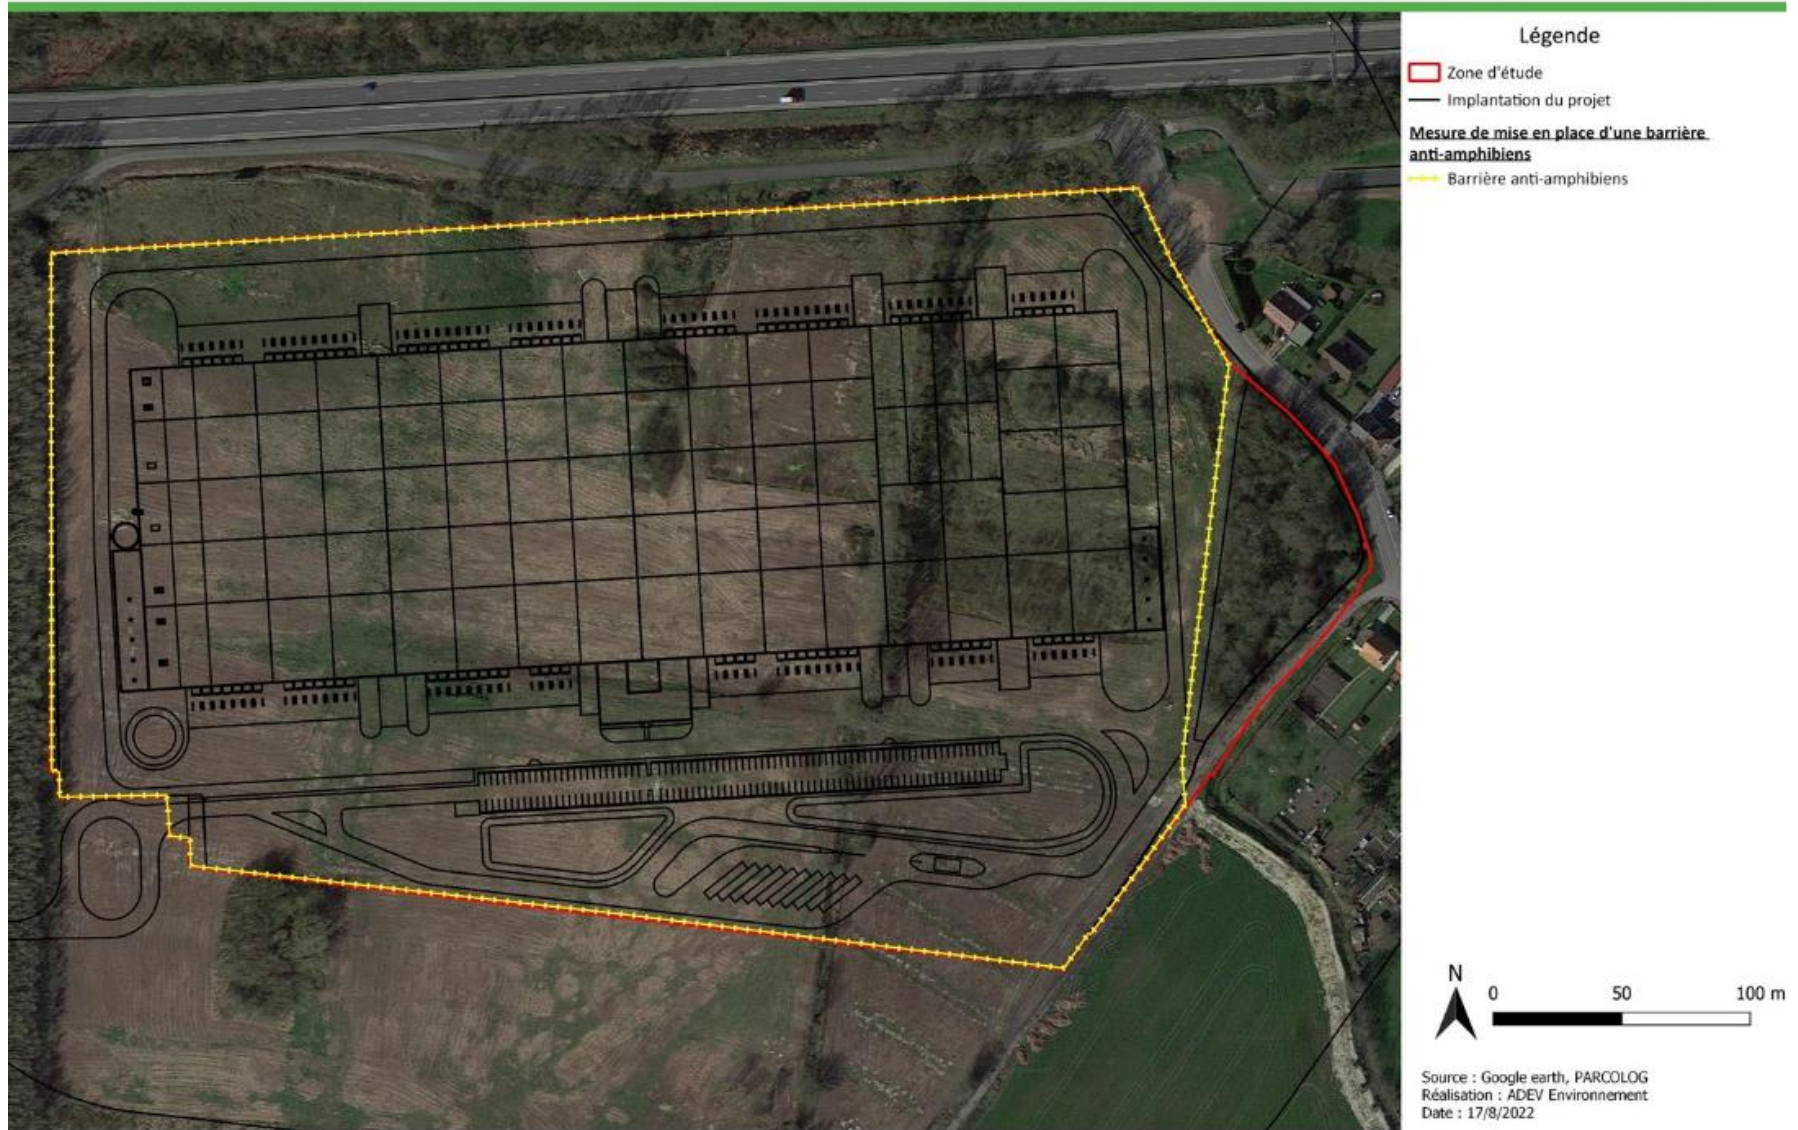 Légende
Zone d'étude
Implantation du projet
Mesure de mise en place d'une barrière
anti-amphibiens
Barrière anti-amphibiens
N
0 50 100 m
Source : Google earth, PARCOLOG
Réalisation : ADEV Environnement
Date : 17/8/2022